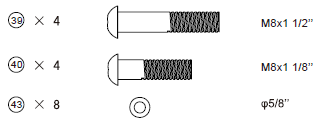 39 × 4 M8x1 1/2”
40 × 4 M8x1 1/8”
43 × 8 φ5/8”